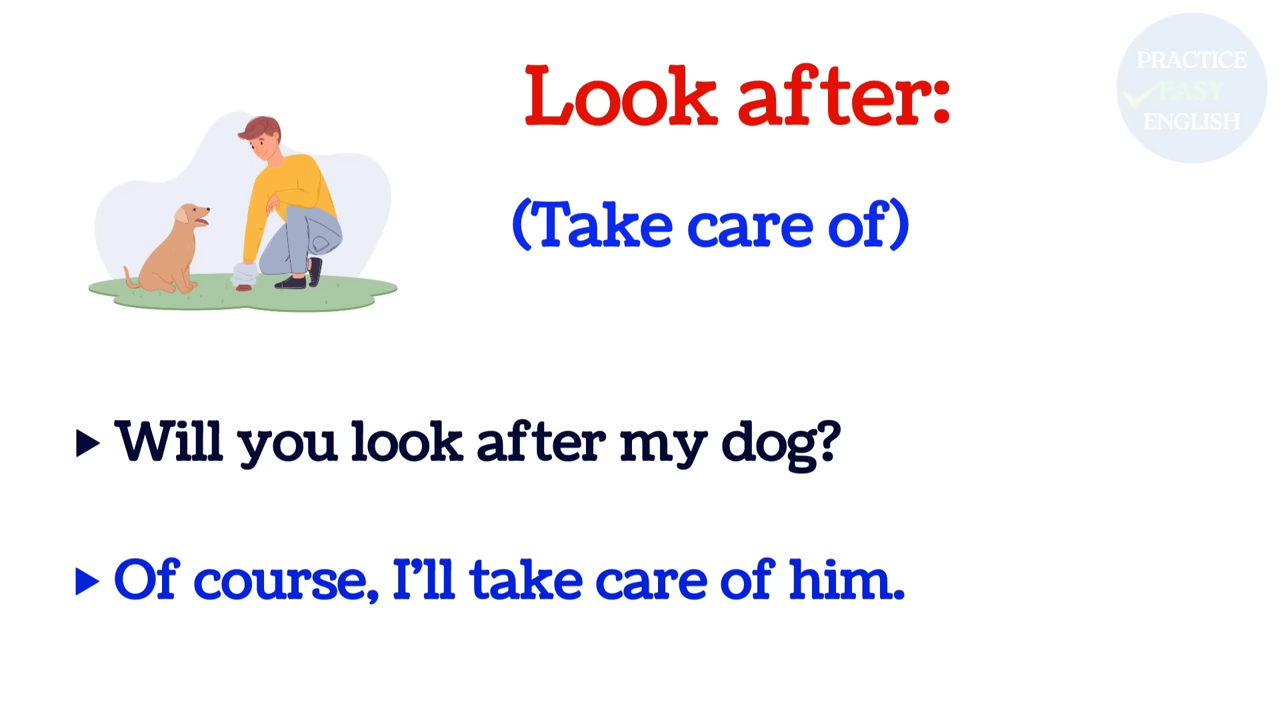 Look after:
PRACTICE
EASY
ENGLISH
(Take care of)
Will you look after my dog?
Of course, I'll take care of him.